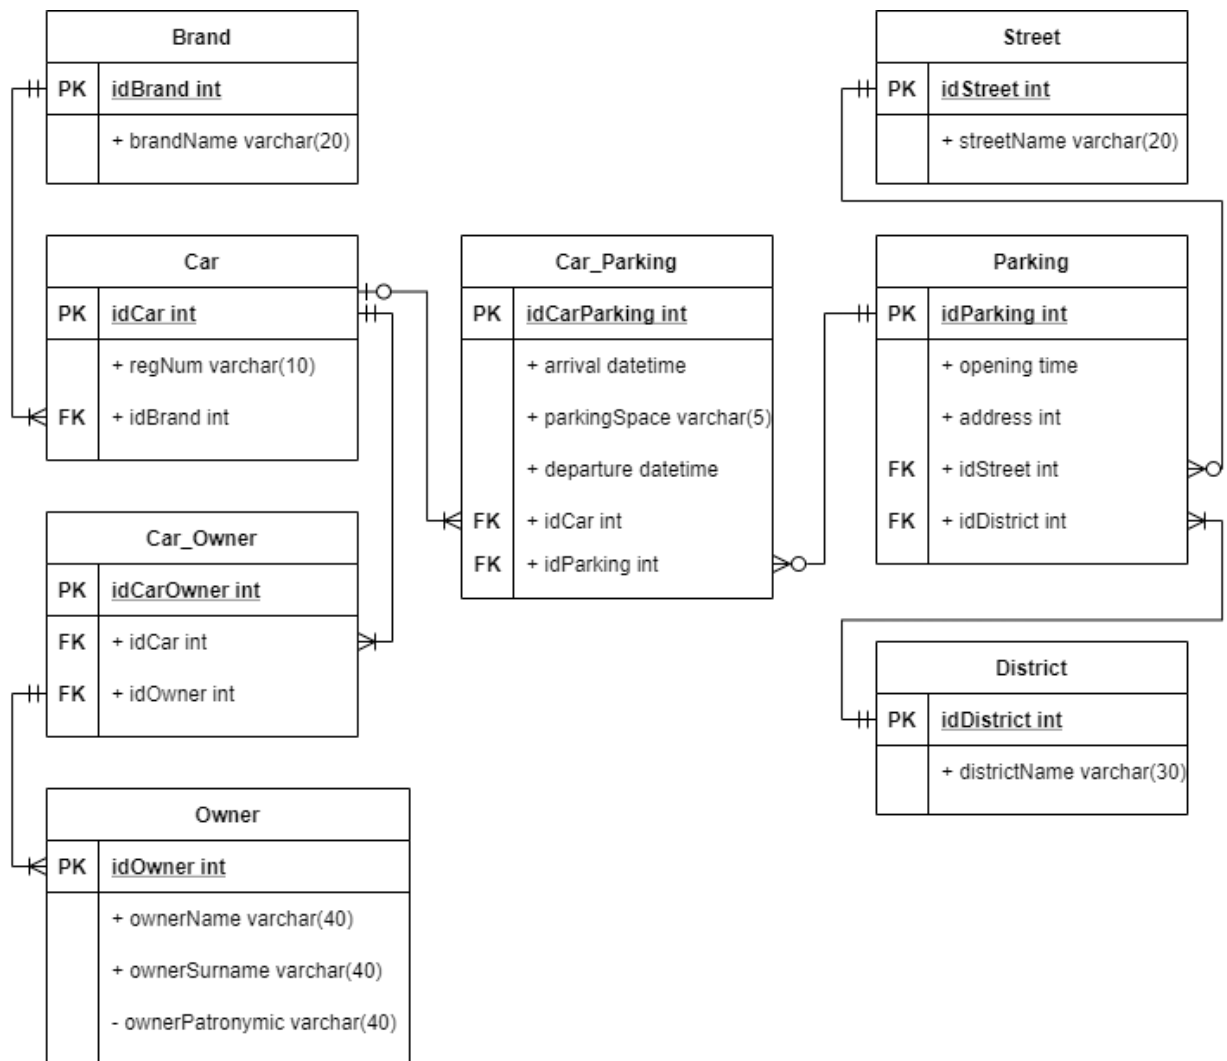 Brand
PK idBrand int
+ brandName varchar(20)
Street
PK idStreet int
+ streetName varchar(20)
Car
PK idCar int
+ regNum varchar(10)
FK + idBrand int
Car_Parking
PK idCarParking int
+ arrival datetime
+ parkingSpace varchar(5)
+ departure datetime
FK + idCar int
FK + idParking int
Parking
PK idParking int
+ opening time
+ address int
FK + idStreet int
FK + idDistrict int
Car_Owner
PK idCarOwner int
FK + idCar int
FK + idOwner int
District
PK idDistrict int
+ districtName varchar(30)
Owner
PK idOwner int
+ ownerName varchar(40)
+ ownerSurname varchar(40)
- ownerPatronymic varchar(40)